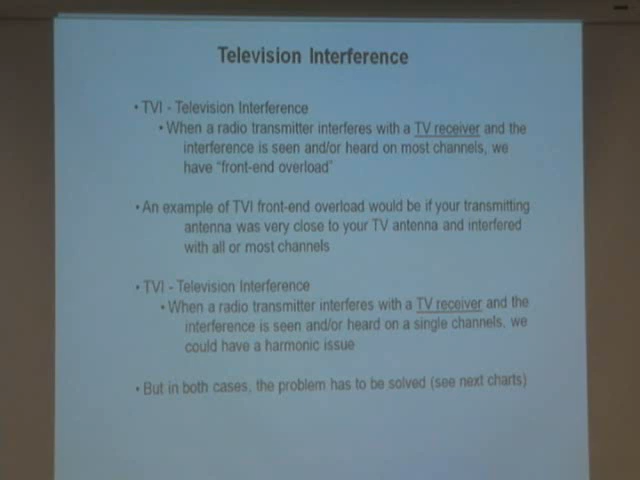 Television Interference
• TVI - Television Interference
• When a radio transmitter interferes with a TV receiver and the
interference is seen and/or heard on most channels, we
have "front-end overload"
• An example of TVI front-end overload would be if your transmitting
antenna was very close to your TV antenna and interfered
with all or most channels
• TVI - Television Interference
• When a radio transmitter interferes with a TV receiver and the
interference is seen and/or heard on a single channels, we
could have a harmonic issue
• But in both cases, the problem has to be solved (see next charts)